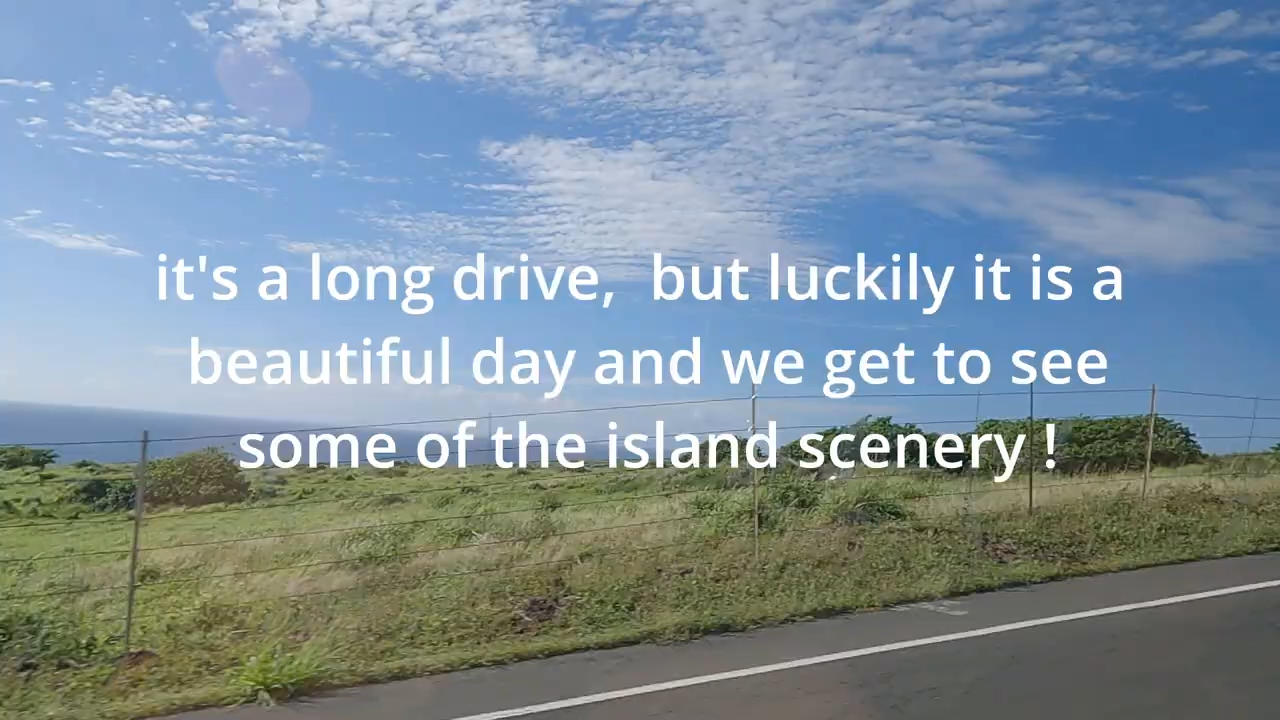 it's a long drive,  but luckily it is a
beautiful day and we get to see
some of the island scenery !